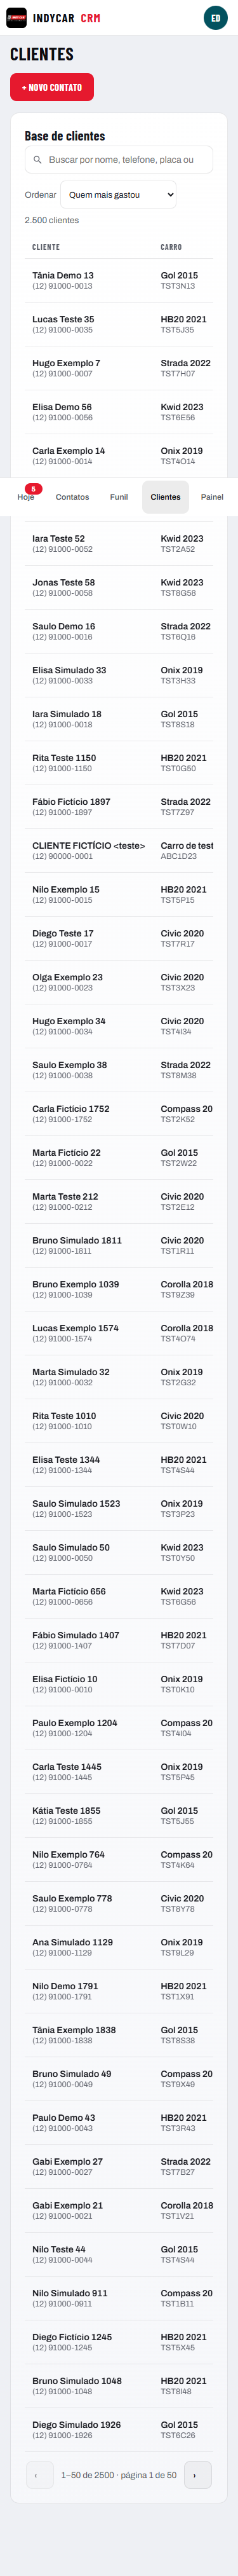 INDYCAR CRM
ED
CLIENTES
+ NOVO CONTATO
Base de clientes
Buscar por nome, telefone, placa ou
Ordenar Quem mais gastou
2.500 clientes
CLIENTE CARRO
Tânia Demo 13 Gol 2015
(12) 91000-0013 TST3N13
Lucas Teste 35 HB20 2021
(12) 91000-0035 TST5J35
Hugo Exemplo 7 Strada 2022
(12) 91000-0007 TST7H07
Elisa Demo 56 Kwid 2023
(12) 91000-0056 TST6E56
Carla Exemplo 14 Onix 2019
(12) 91000-0014 TST4O14
5
Hoje Contatos Funil Clientes Painel
Iara Teste 52 Kwid 2023
(12) 91000-0052 TST2A52
Jonas Teste 58 Kwid 2023
(12) 91000-0058 TST8G58
Saulo Demo 16 Strada 2022
(12) 91000-0016 TST6Q16
Elisa Simulado 33 Onix 2019
(12) 91000-0033 TST3H33
Iara Simulado 18 Gol 2015
(12) 91000-0018 TST8S18
Rita Teste 1150 HB20 2021
(12) 91000-1150 TST0G50
Fábio Fictício 1897 Strada 2022
(12) 91000-1897 TST7Z97
CLIENTE FICTÍCIO <teste> Carro de test
(12) 90000-0001 ABC1D23
Nilo Exemplo 15 HB20 2021
(12) 91000-0015 TST5P15
Diego Teste 17 Civic 2020
(12) 91000-0017 TST7R17
Olga Exemplo 23 Civic 2020
(12) 91000-0023 TST3X23
Hugo Exemplo 34 Civic 2020
(12) 91000-0034 TST4I34
Saulo Exemplo 38 Strada 2022
(12) 91000-0038 TST8M38
Carla Fictício 1752 Compass 20
(12) 91000-1752 TST2K52
Marta Fictício 22 Gol 2015
(12) 91000-0022 TST2W22
Marta Teste 212 Civic 2020
(12) 91000-0212 TST2E12
Bruno Simulado 1811 Civic 2020
(12) 91000-1811 TST1R11
Bruno Exemplo 1039 Corolla 2018
(12) 91000-1039 TST9Z39
Lucas Exemplo 1574 Corolla 2018
(12) 91000-1574 TST4O74
Marta Simulado 32 Onix 2019
(12) 91000-0032 TST2G32
Rita Teste 1010 Civic 2020
(12) 91000-1010 TST0W10
Elisa Teste 1344 HB20 2021
(12) 91000-1344 TST4S44
Saulo Simulado 1523 Onix 2019
(12) 91000-1523 TST3P23
Saulo Simulado 50 Kwid 2023
(12) 91000-0050 TST0Y50
Marta Fictício 656 Kwid 2023
(12) 91000-0656 TST6G56
Fábio Simulado 1407 HB20 2021
(12) 91000-1407 TST7D07
Elisa Fictício 10 Onix 2019
(12) 91000-0010 TST0K10
Paulo Exemplo 1204 Compass 20
(12) 91000-1204 TST4I04
Carla Teste 1445 Onix 2019
(12) 91000-1445 TST5P45
Kátia Teste 1855 Gol 2015
(12) 91000-1855 TST5J55
Nilo Exemplo 764 Compass 20
(12) 91000-0764 TST4K64
Saulo Exemplo 778 Civic 2020
(12) 91000-0778 TST8Y78
Ana Simulado 1129 Onix 2019
(12) 91000-1129 TST9L29
Nilo Demo 1791 HB20 2021
(12) 91000-1791 TST1X91
Tânia Exemplo 1838 Gol 2015
(12) 91000-1838 TST8S38
Bruno Simulado 49 Compass 20
(12) 91000-0049 TST9X49
Paulo Demo 43 HB20 2021
(12) 91000-0043 TST3R43
Gabi Exemplo 27 Strada 2022
(12) 91000-0027 TST7B27
Gabi Exemplo 21 Corolla 2018
(12) 91000-0021 TST1V21
Nilo Teste 44 Gol 2015
(12) 91000-0044 TST4S44
Nilo Simulado 911 Compass 20
(12) 91000-0911 TST1B11
Diego Fictício 1245 HB20 2021
(12) 91000-1245 TST5X45
Bruno Simulado 1048 HB20 2021
(12) 91000-1048 TST8I48
Diego Simulado 1926 Gol 2015
(12) 91000-1926 TST6C26
‹ 1–50 de 2500 · página 1 de 50 ›